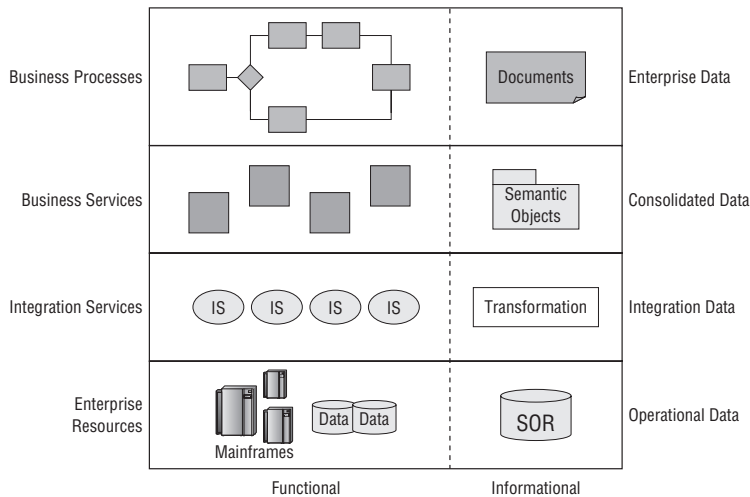 Business Processes
Documents
Enterprise Data
Business Services
Semantic
Objects
Consolidated Data
Integration Services
IS
IS
IS
IS
Transformation
Integration Data
Enterprise
Resources
Mainframes
Data
Data
SOR
Operational Data
Functional
Informational